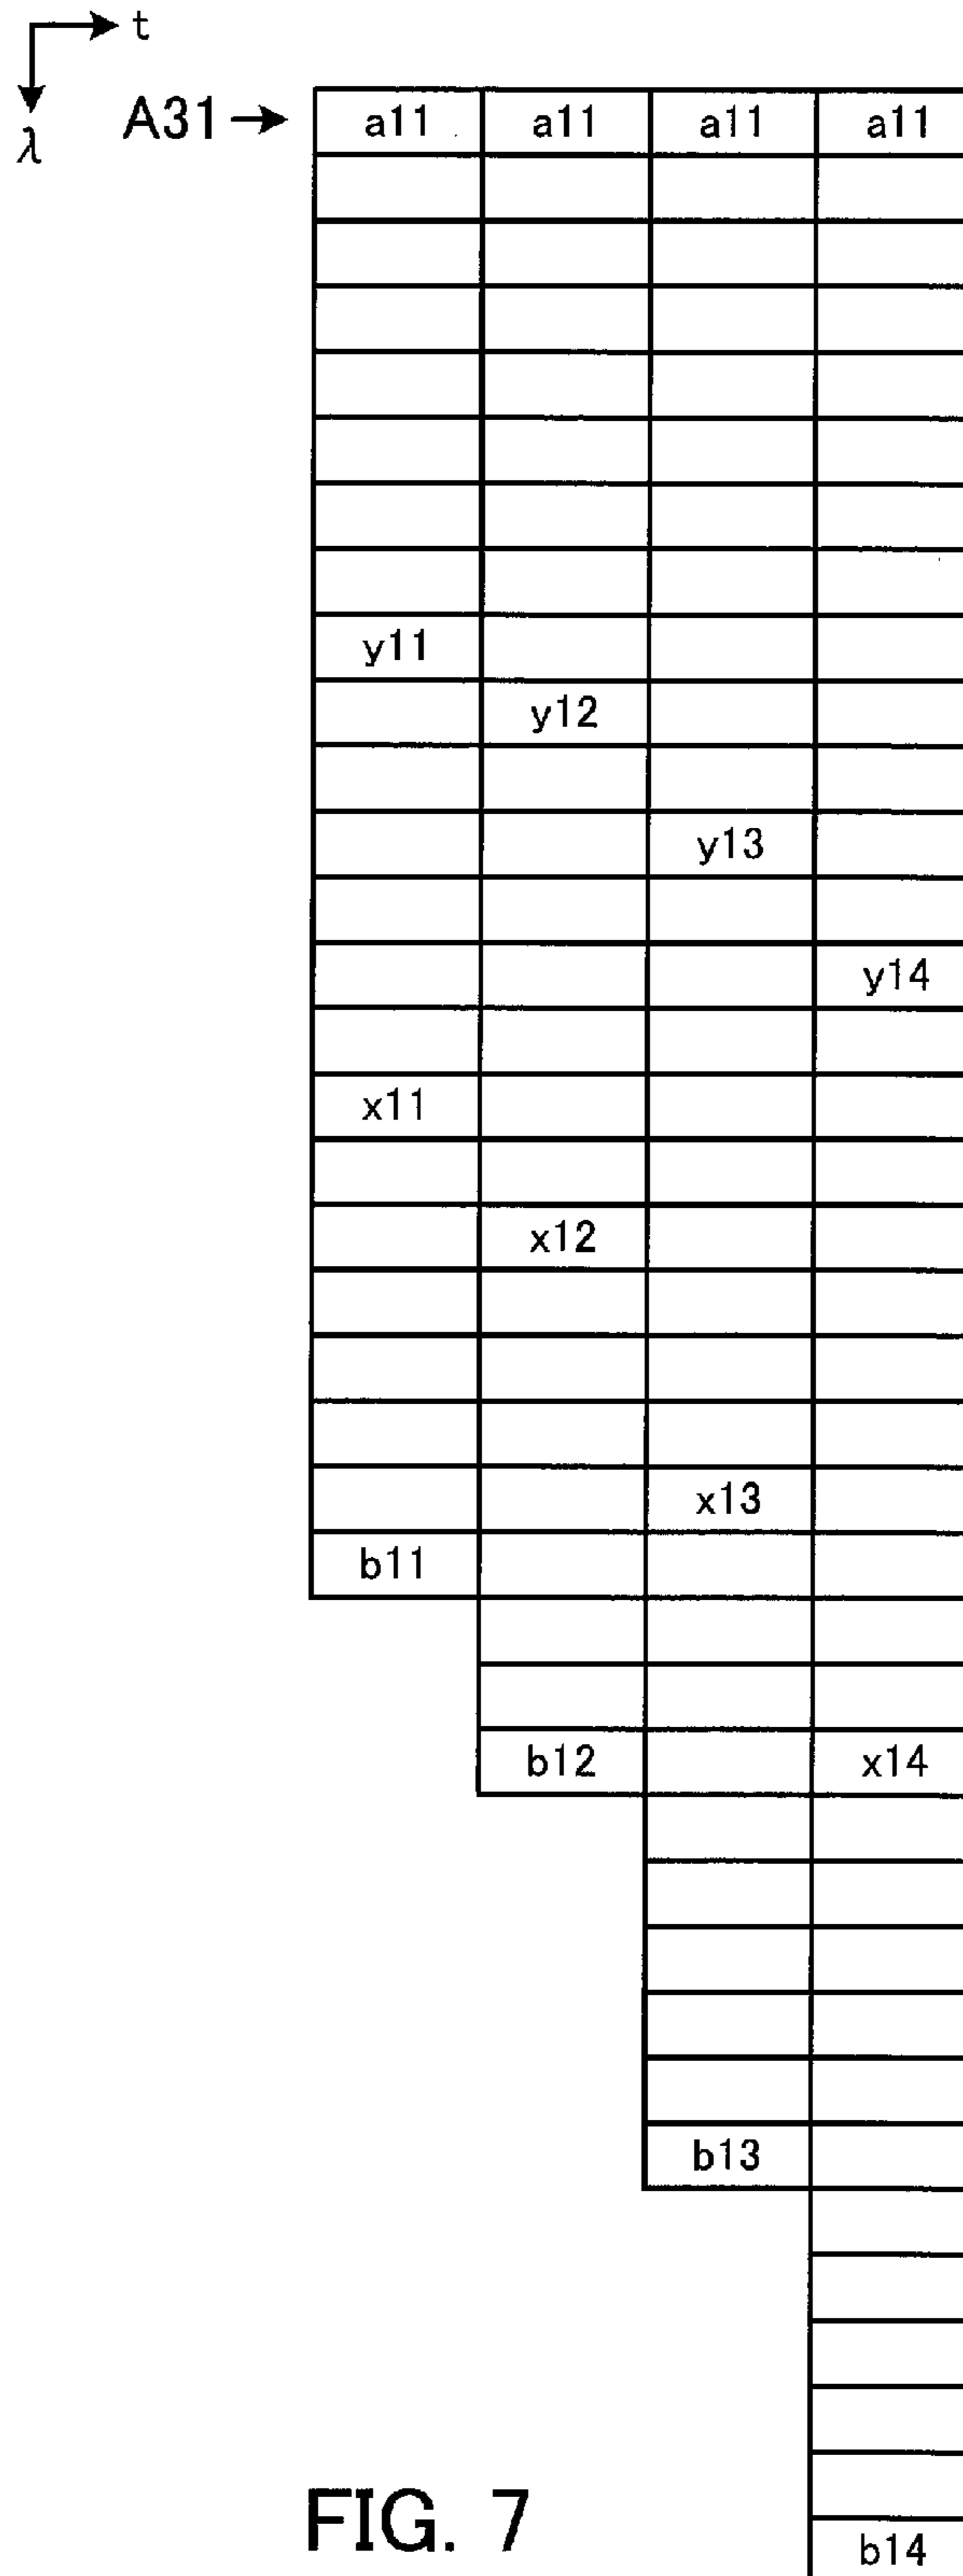 t
λ
A31 a11 a11 a11 a11
y11
y12
y13
y14
x11
x12
x13
b11
b12 x14
b13
b14
FIG. 7